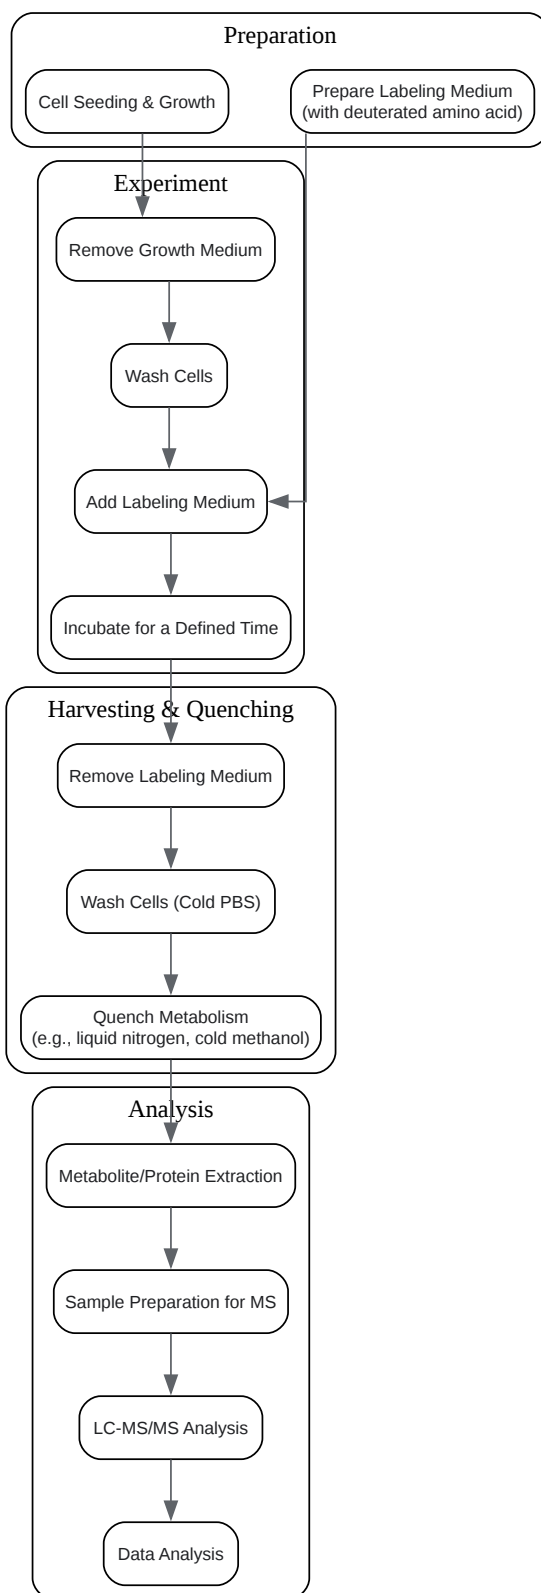 Preparation
Cell Seeding & Growth
Prepare Labeling Medium
(with deuterated amino acid)
Experiment
Remove Growth Medium
Wash Cells
Add Labeling Medium
Incubate for a Defined Time
Harvesting & Quenching
Remove Labeling Medium
Wash Cells (Cold PBS)
Quench Metabolism
(e.g., liquid nitrogen, cold methanol)
Analysis
Metabolite/Protein Extraction
Sample Preparation for MS
LC-MS/MS Analysis
Data Analysis